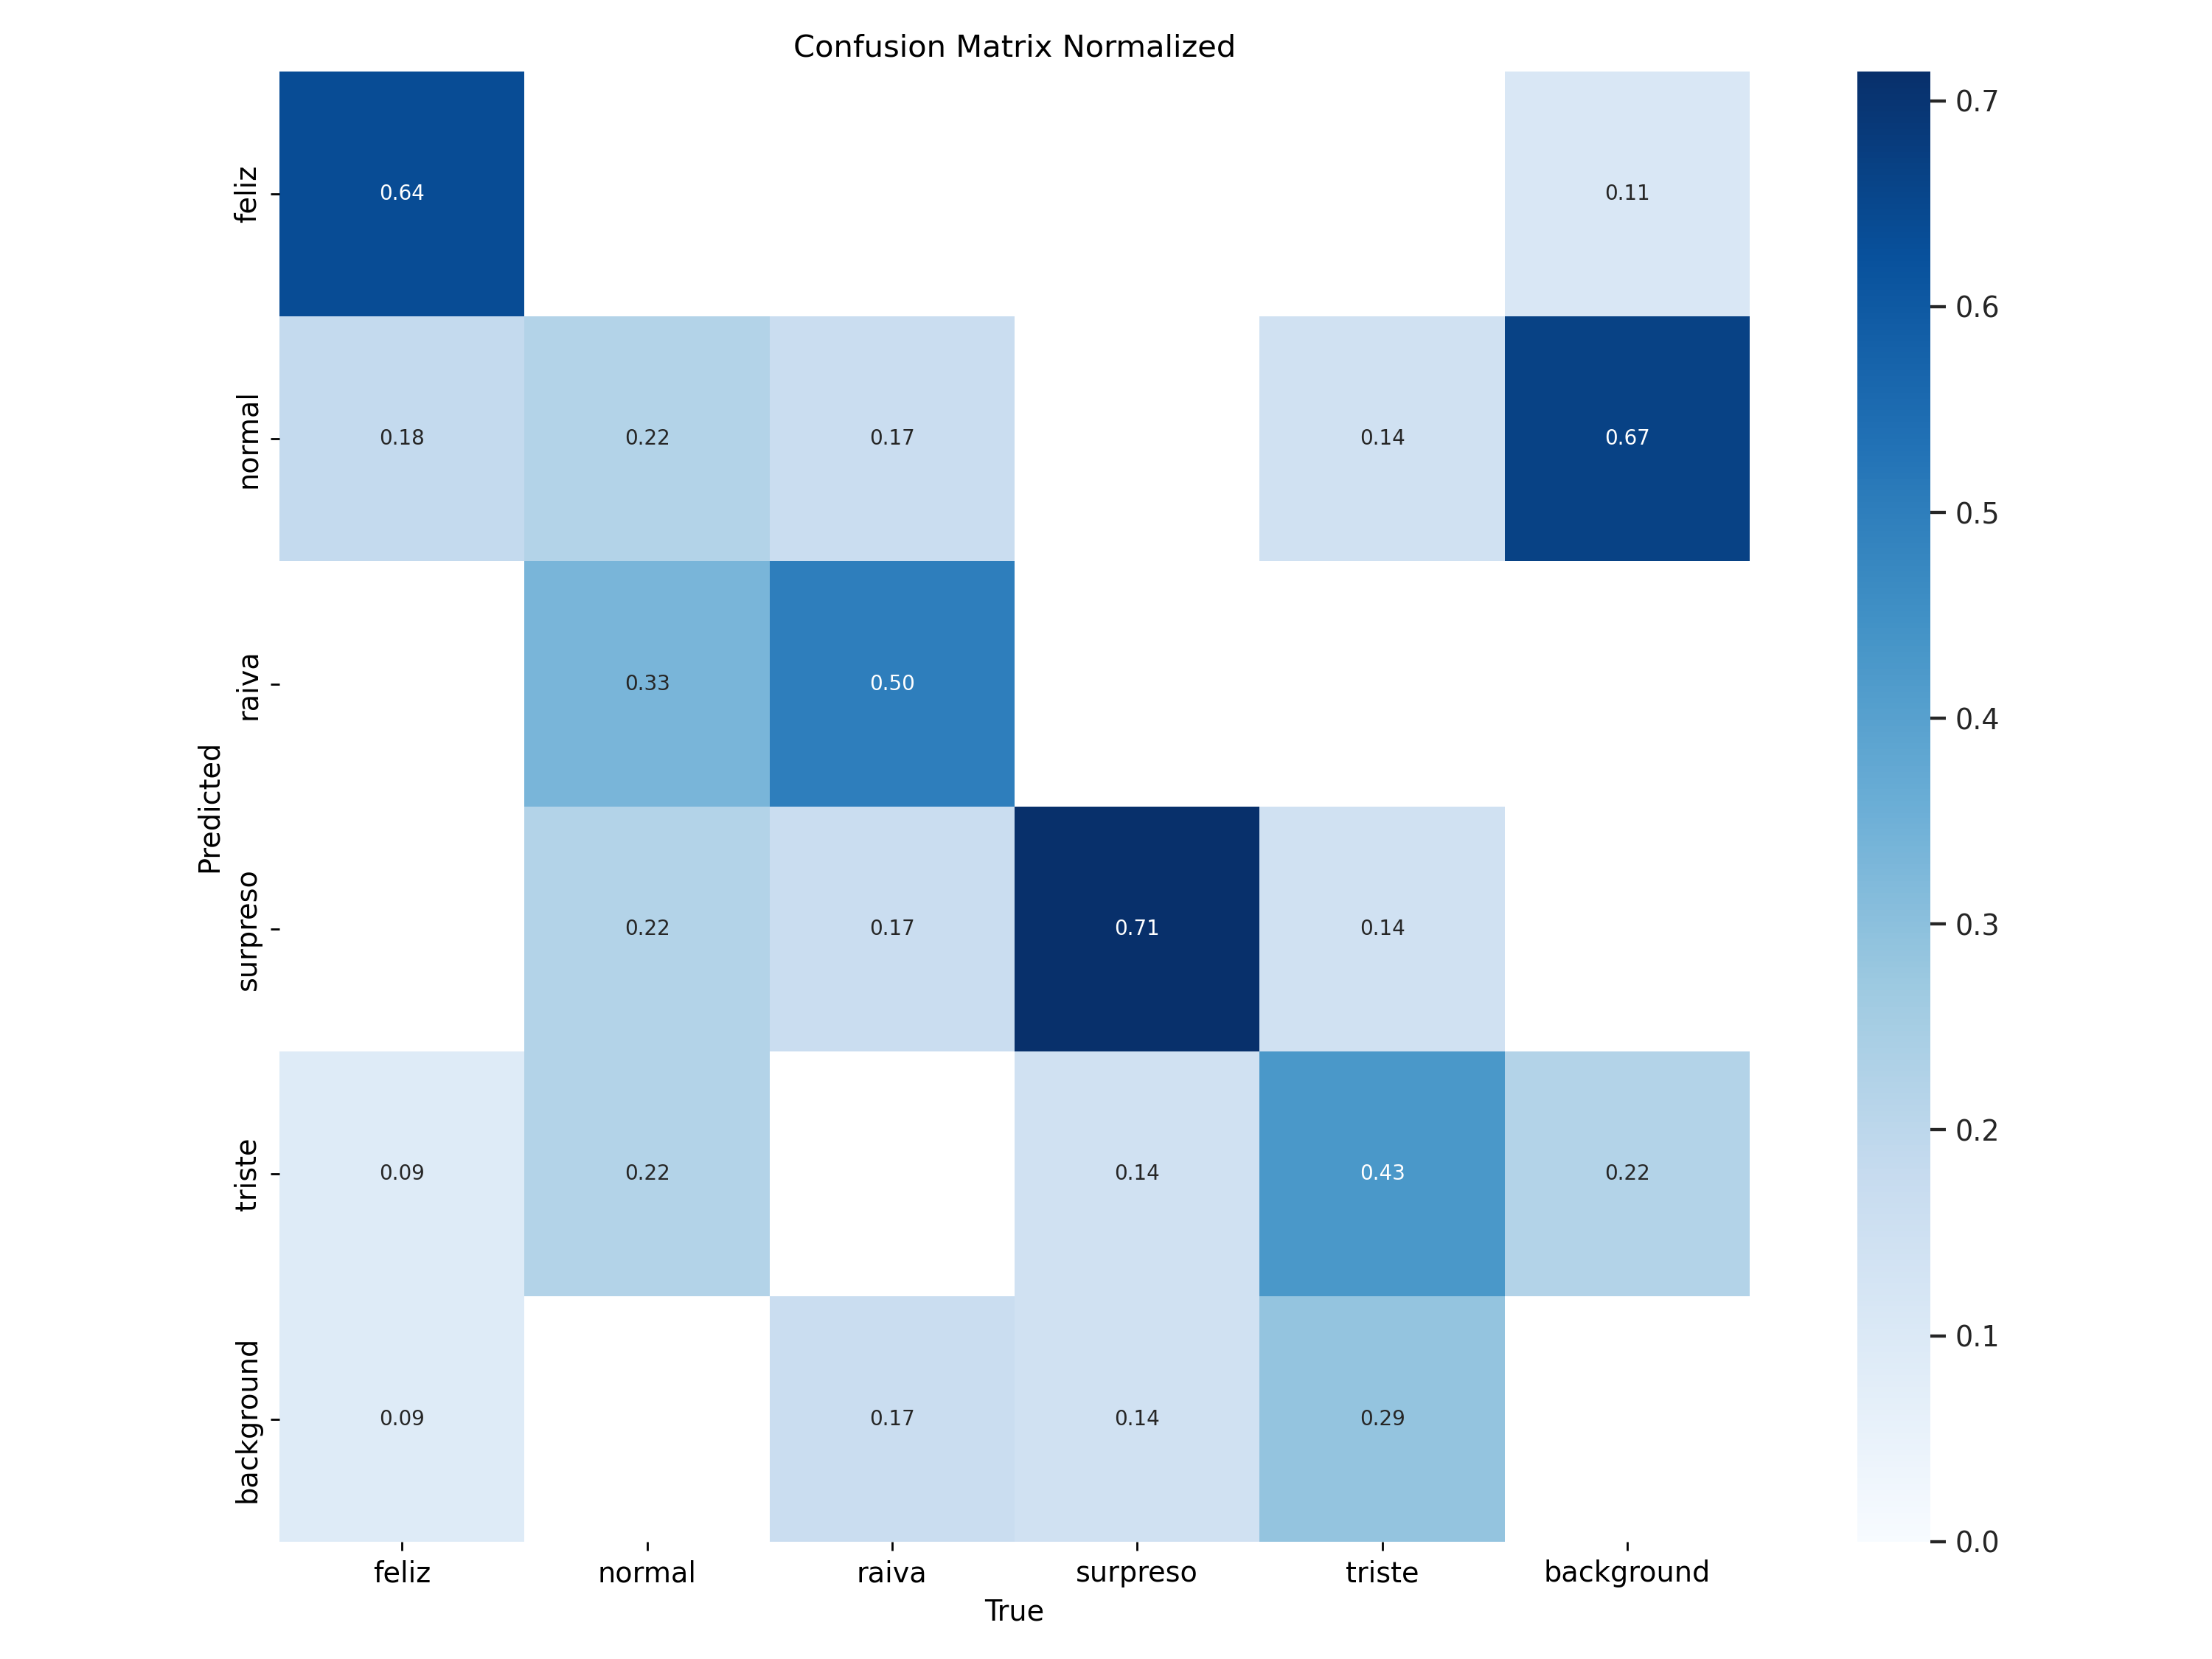 Confusion Matrix Normalized
feliz
0.64
0.11
normal
0.18 0.22 0.17 0.14 0.67
raiva
0.33 0.50
surpreso
0.22 0.17 0.71 0.14
triste
0.09 0.22 0.14 0.43 0.22
background
0.09 0.17 0.14 0.29
Predicted
feliz normal raiva surpreso triste background
True
0.7
0.6
0.5
0.4
0.3
0.2
0.1
0.0